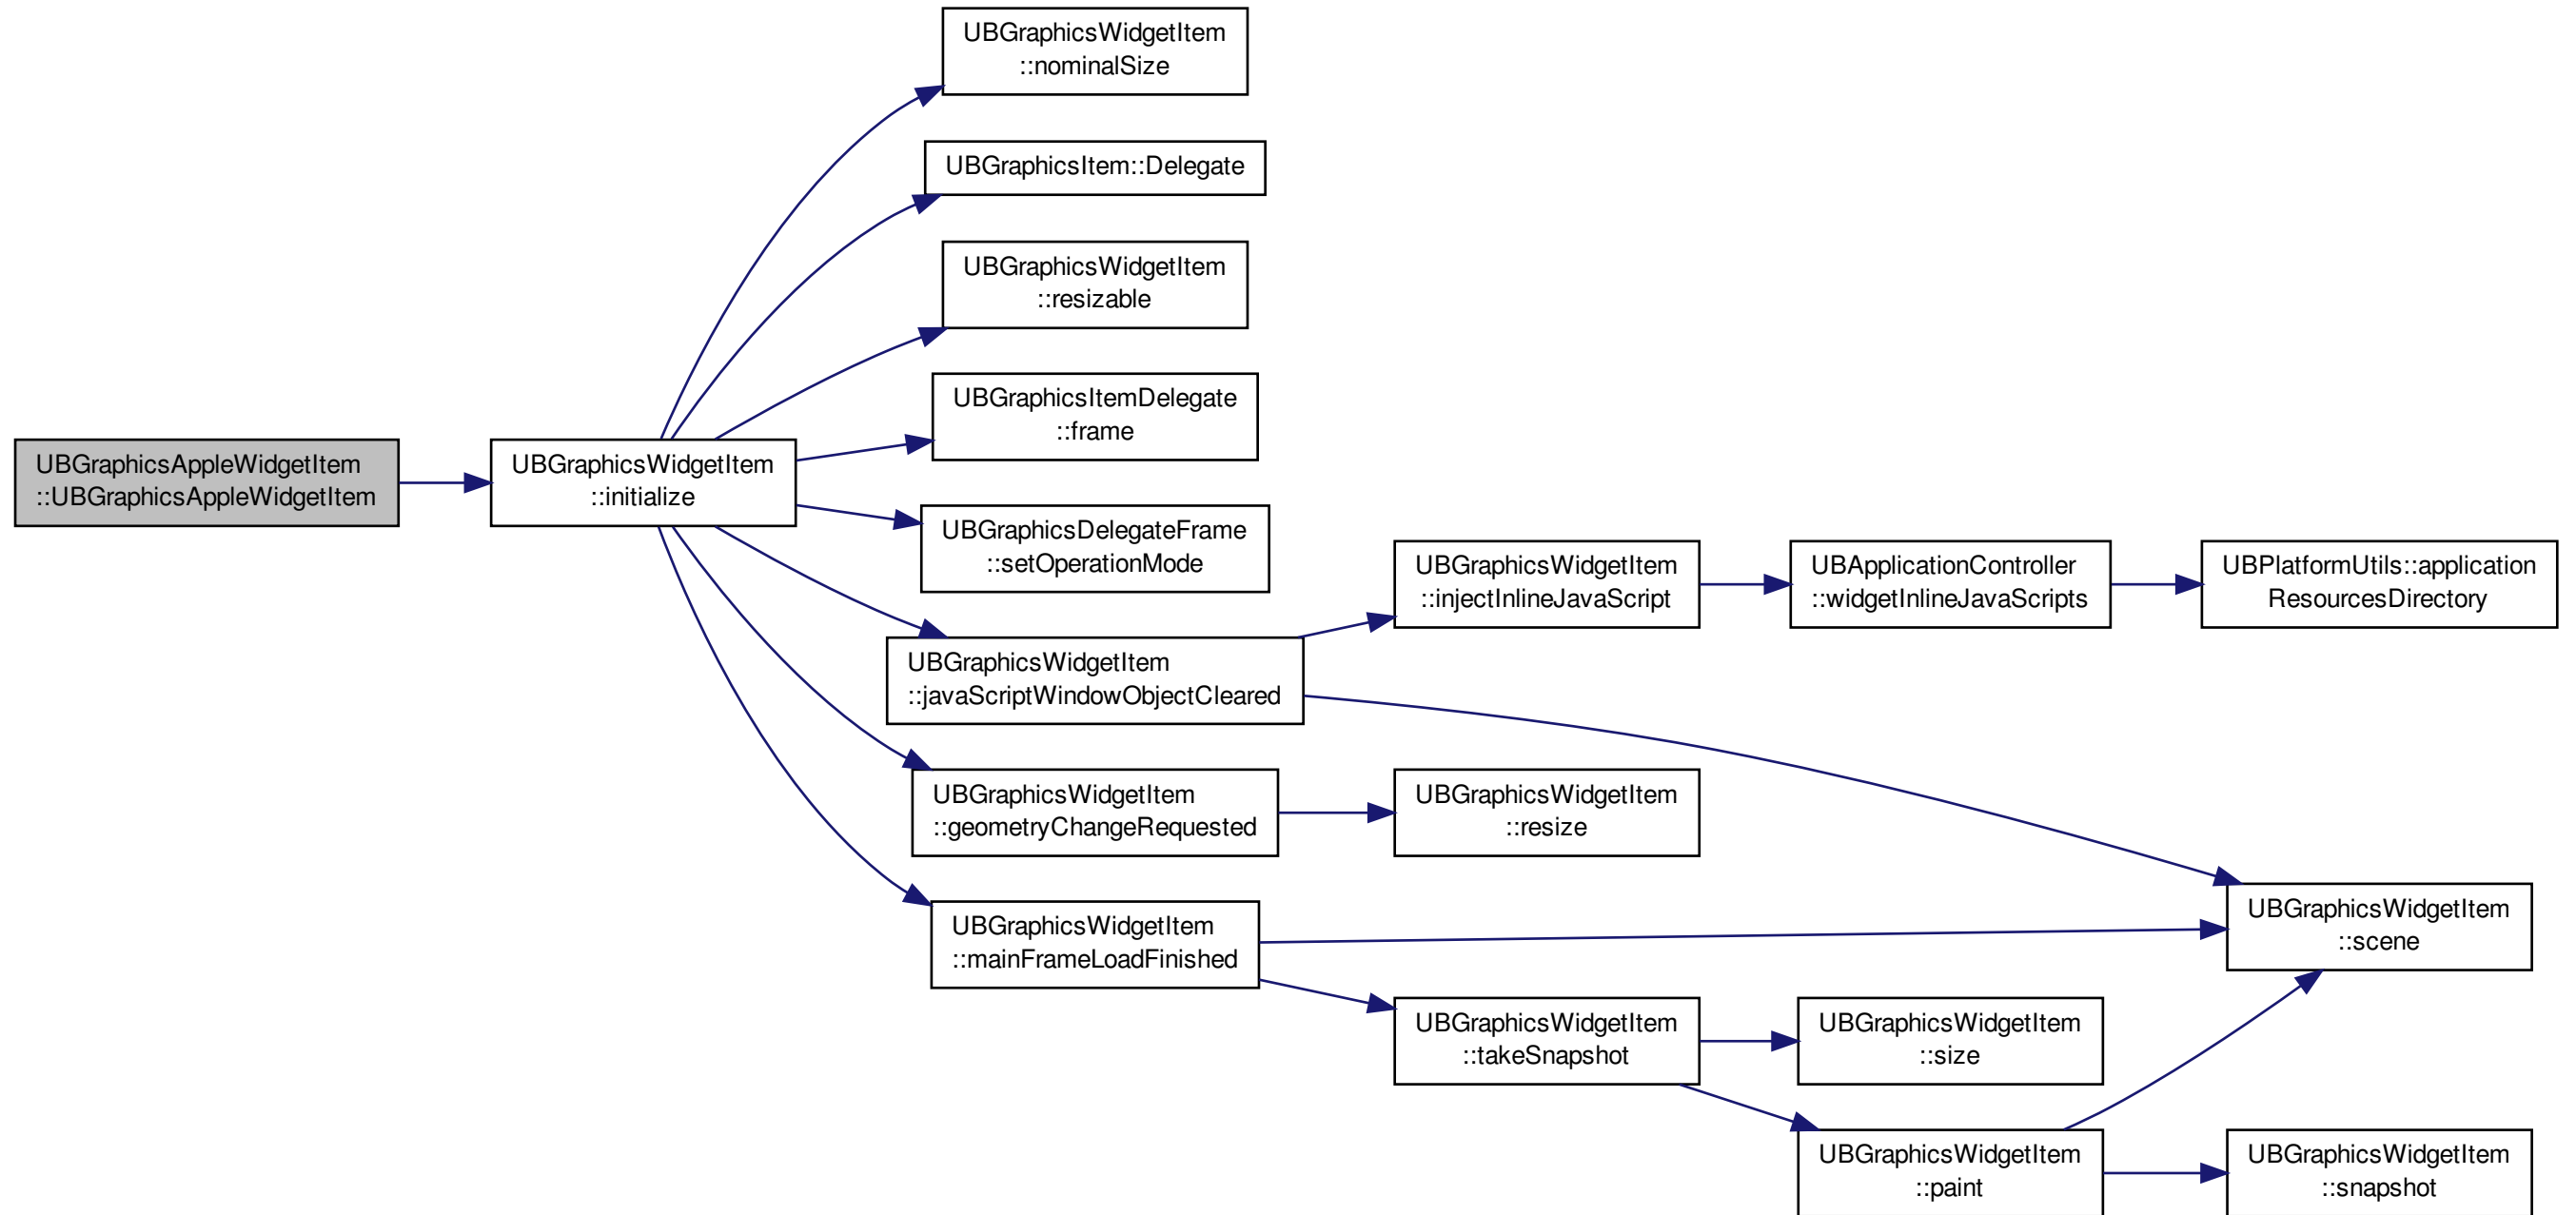 UBGraphicsWidgetItem
::nominalSize
UBGraphicsItem::Delegate
UBGraphicsWidgetItem
::resizable
UBGraphicsItemDelegate
::frame
UBGraphicsAppleWidgetItem
::UBGraphicsAppleWidgetItem
UBGraphicsWidgetItem
::initialize
UBGraphicsDelegateFrame
::setOperationMode
UBGraphicsWidgetItem
::injectInlineJavaScript
UBApplicationController
::widgetInlineJavaScripts
UBPlatformUtils::application
ResourcesDirectory
UBGraphicsWidgetItem
::javaScriptWindowObjectCleared
UBGraphicsWidgetItem
::geometryChangeRequested
UBGraphicsWidgetItem
::resize
UBGraphicsWidgetItem
::mainFrameLoadFinished
UBGraphicsWidgetItem
::scene
UBGraphicsWidgetItem
::takeSnapshot
UBGraphicsWidgetItem
::size
UBGraphicsWidgetItem
::paint
UBGraphicsWidgetItem
::snapshot